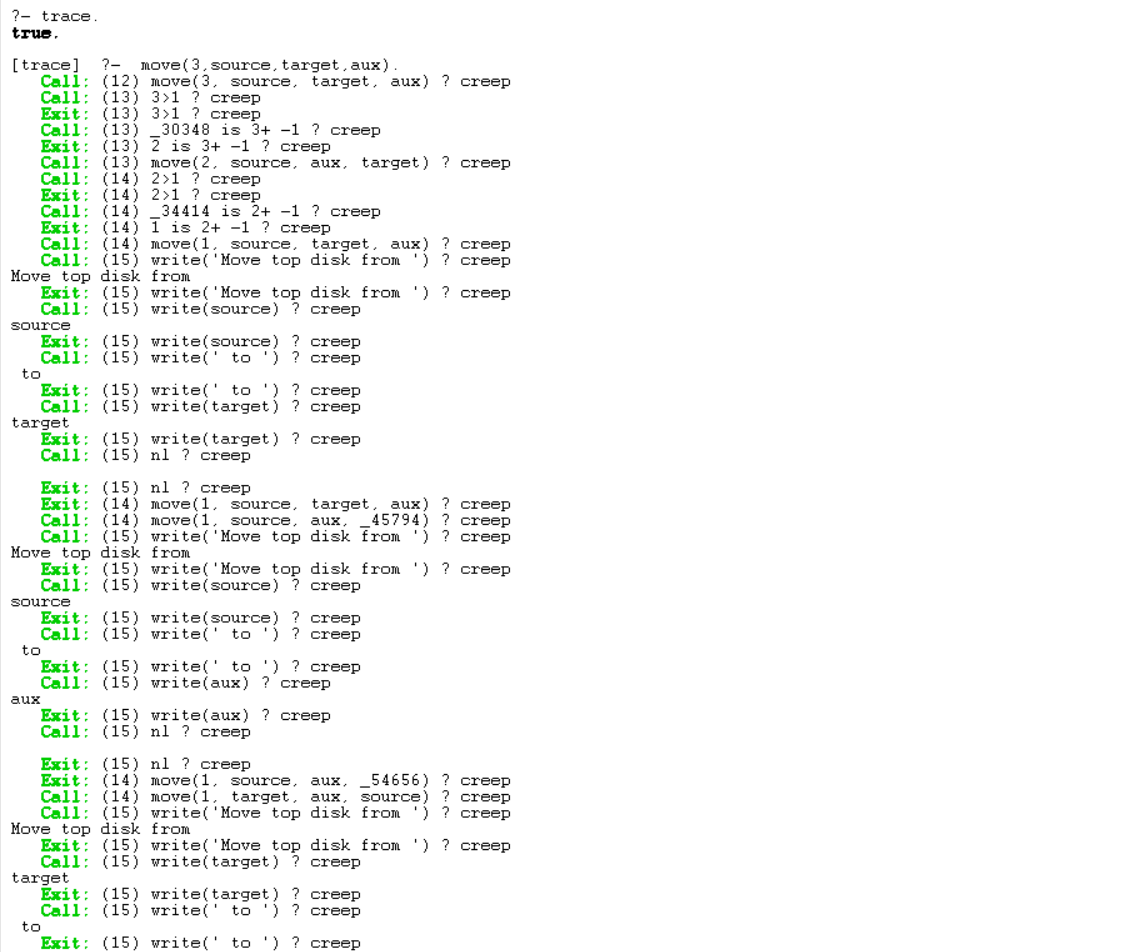 ?- trace.
true.

[trace]  ?-  move(3,source,target,aux).
   Call: (12) move(3, source, target, aux) ? creep
   Call: (13) 3>1 ? creep
   Exit: (13) 3>1 ? creep
   Call: (13) _30348 is 3+ -1 ? creep
   Exit: (13) 2 is 3+ -1 ? creep
   Call: (13) move(2, source, aux, target) ? creep
   Call: (14) 2>1 ? creep
   Exit: (14) 2>1 ? creep
   Call: (14) _34414 is 2+ -1 ? creep
   Exit: (14) 1 is 2+ -1 ? creep
   Call: (14) move(1, source, target, aux) ? creep
   Call: (15) write('Move top disk from ') ? creep
Move top disk from
   Exit: (15) write('Move top disk from ') ? creep
   Call: (15) write(source) ? creep
source
   Exit: (15) write(source) ? creep
   Call: (15) write(' to ') ? creep
 to
   Exit: (15) write(' to ') ? creep
   Call: (15) write(target) ? creep
target
   Exit: (15) write(target) ? creep
   Call: (15) nl ? creep

   Exit: (15) nl ? creep
   Exit: (14) move(1, source, target, aux) ? creep
   Call: (14) move(1, source, aux, _45794) ? creep
   Call: (15) write('Move top disk from ') ? creep
Move top disk from
   Exit: (15) write('Move top disk from ') ? creep
   Call: (15) write(source) ? creep
source
   Exit: (15) write(source) ? creep
   Call: (15) write(' to ') ? creep
 to
   Exit: (15) write(' to ') ? creep
   Call: (15) write(aux) ? creep
aux
   Exit: (15) write(aux) ? creep
   Call: (15) nl ? creep

   Exit: (15) nl ? creep
   Exit: (14) move(1, source, aux, _54656) ? creep
   Call: (14) move(1, target, aux, source) ? creep
   Call: (15) write('Move top disk from ') ? creep
Move top disk from
   Exit: (15) write('Move top disk from ') ? creep
   Call: (15) write(target) ? creep
target
   Exit: (15) write(target) ? creep
   Call: (15) write(' to ') ? creep
 to
   Exit: (15) write(' to ') ? creep